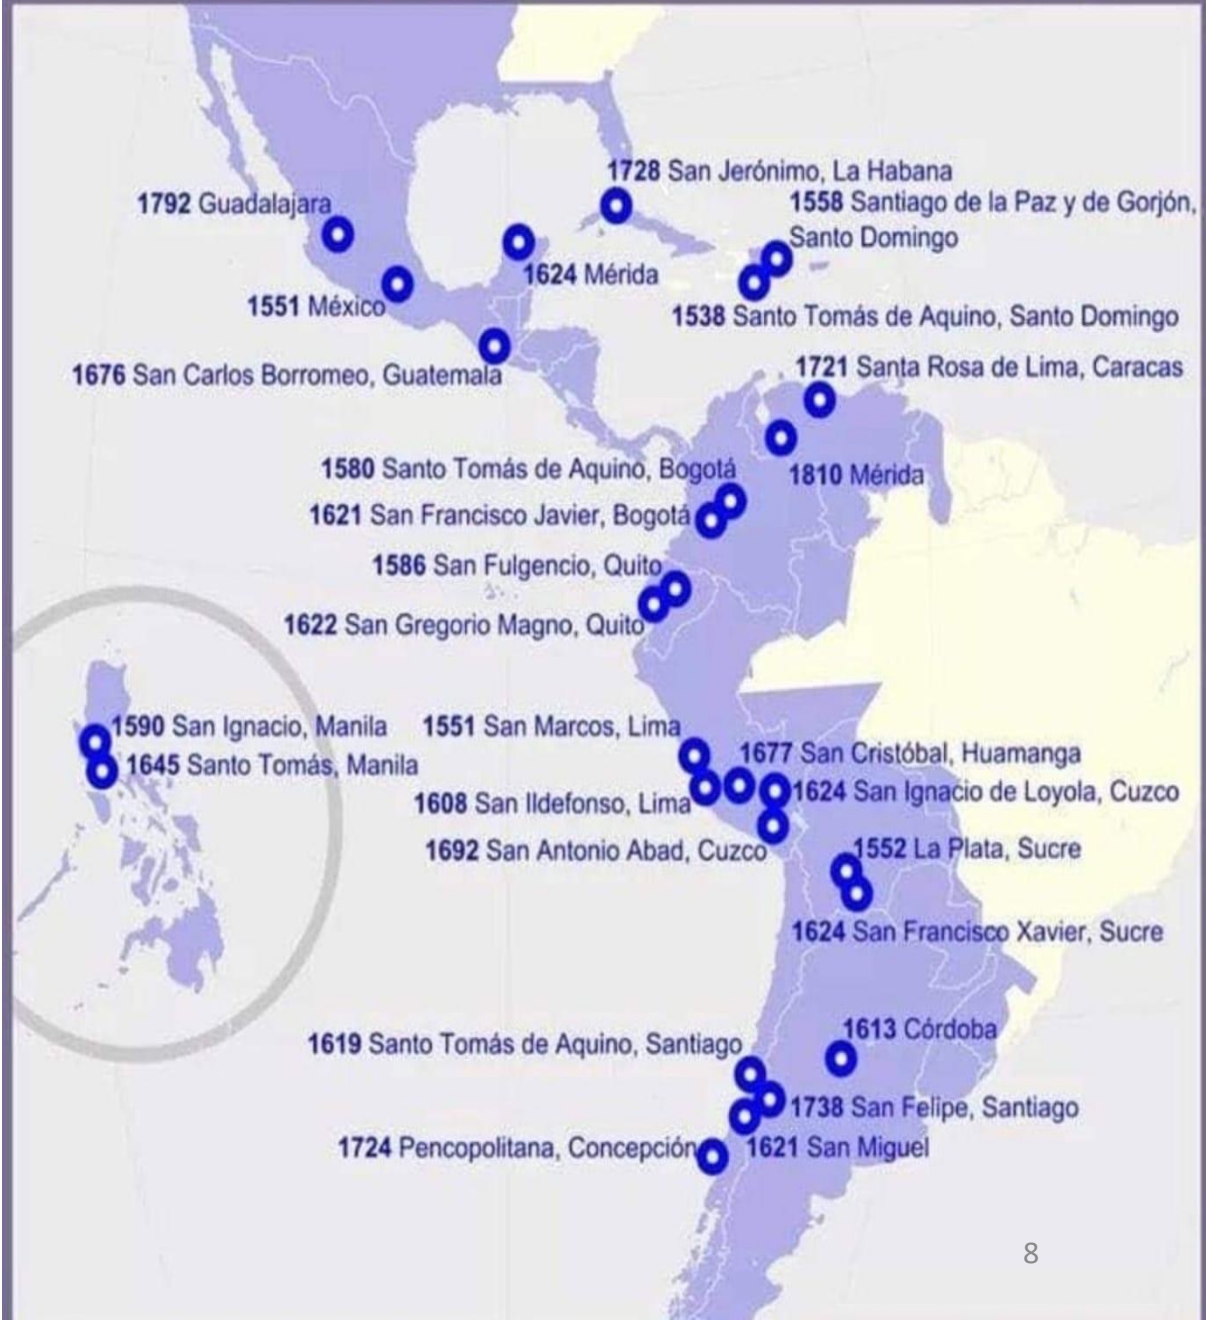 1728 San Jerónimo, La Habana
1792 Guadalajara
1558 Santiago de la Paz y de Gorjón,
Santo Domingo
1624 Mérida
1551 México
1538 Santo Tomás de Aquino, Santo Domingo
1676 San Carlos Borromeo, Guatemala
1721 Santa Rosa de Lima, Caracas
1580 Santo Tomás de Aquino, Bogotá
1810 Mérida
1621 San Francisco Javier, Bogotá
1586 San Fulgencio, Quito
1622 San Gregorio Magno, Quito
1590 San Ignacio, Manila
1551 San Marcos, Lima
1677 San Cristóbal, Huamanga
1645 Santo Tomás, Manila
1624 San Ignacio de Loyola, Cuzco
1608 San Ildefonso, Lima
1692 San Antonio Abad, Cuzco
1552 La Plata, Sucre
1624 San Francisco Xavier, Sucre
1613 Córdoba
1619 Santo Tomás de Aquino, Santiago
1738 San Felipe, Santiago
1724 Pencopolitana, Concepción
1621 San Miguel
8